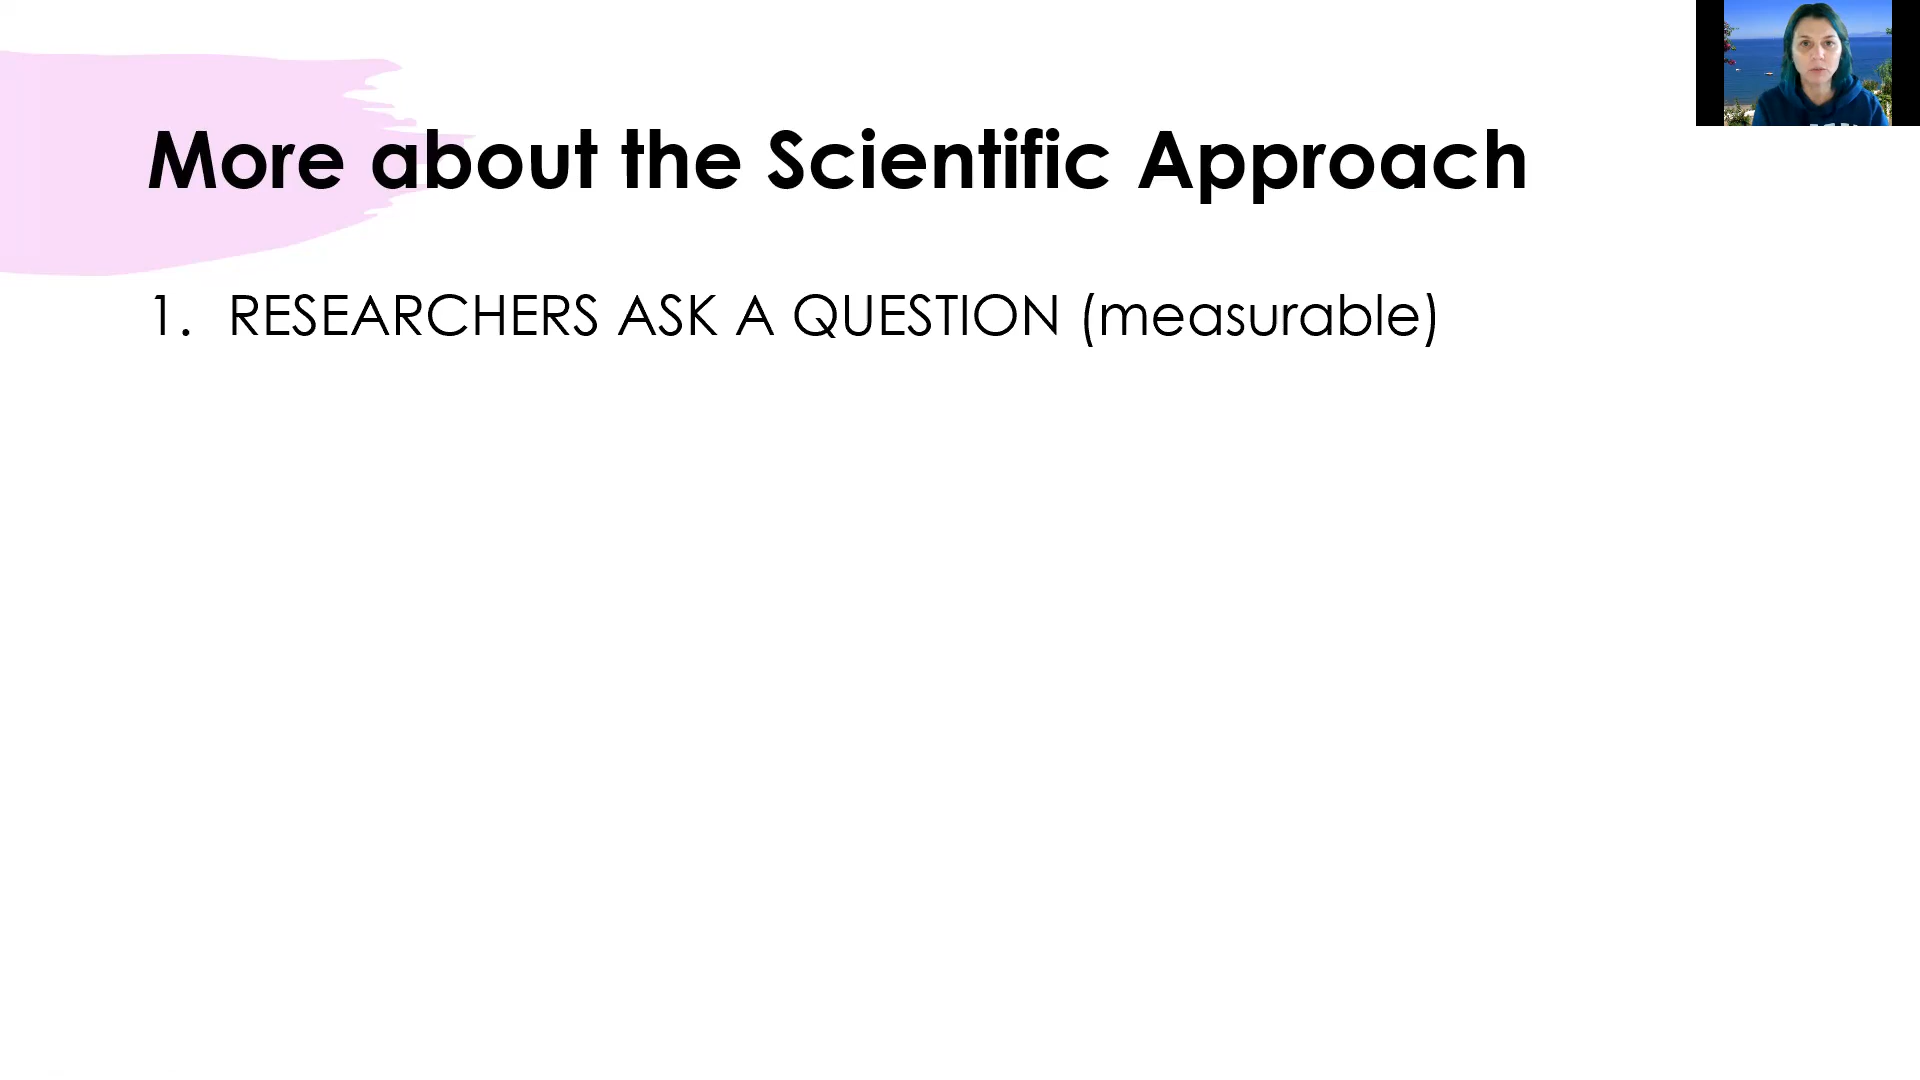 More about the Scientific Approach
1. RESEARCHERS ASK A QUESTION (measurable)